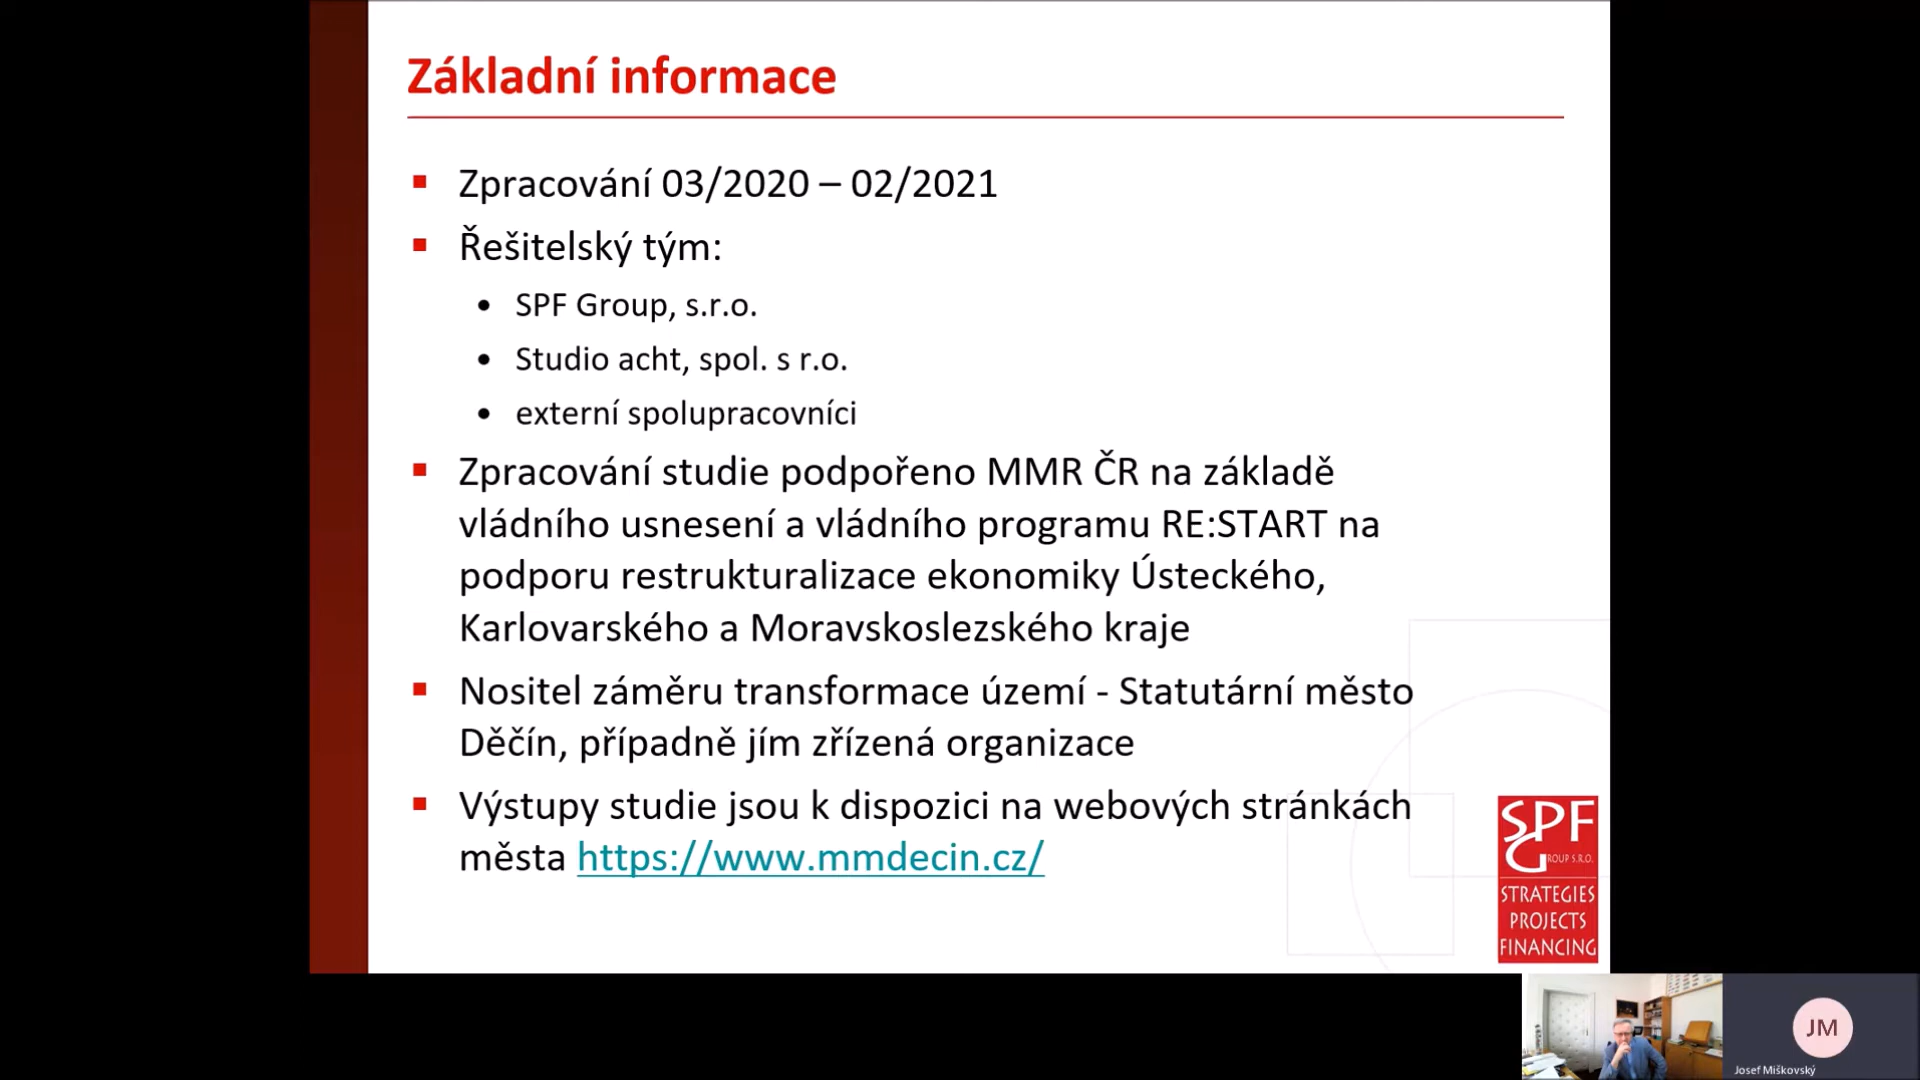 Základní informace
Zpracování 03/2020 – 02/2021
Řešitelský tým:
SPF Group, s.r.o.
Studio acht, spol. s r.o.
externí spolupracovníci
Zpracování studie podpořeno MMR ČR na základě
vládního usnesení a vládního programu RE:START na
podporu restrukturalizace ekonomiky Ústeckého,
Karlovarského a Moravskoslezského kraje
Nositel záměru transformace území - Statutární město
Děčín, případně jím zřízená organizace
Výstupy studie jsou k dispozici na webových stránkách
města https://www.mmdecin.cz/
SPF
GROUP S.R.O.
STRATEGIES
PROJECTS
FINANCING
JM
Josef Miškovský